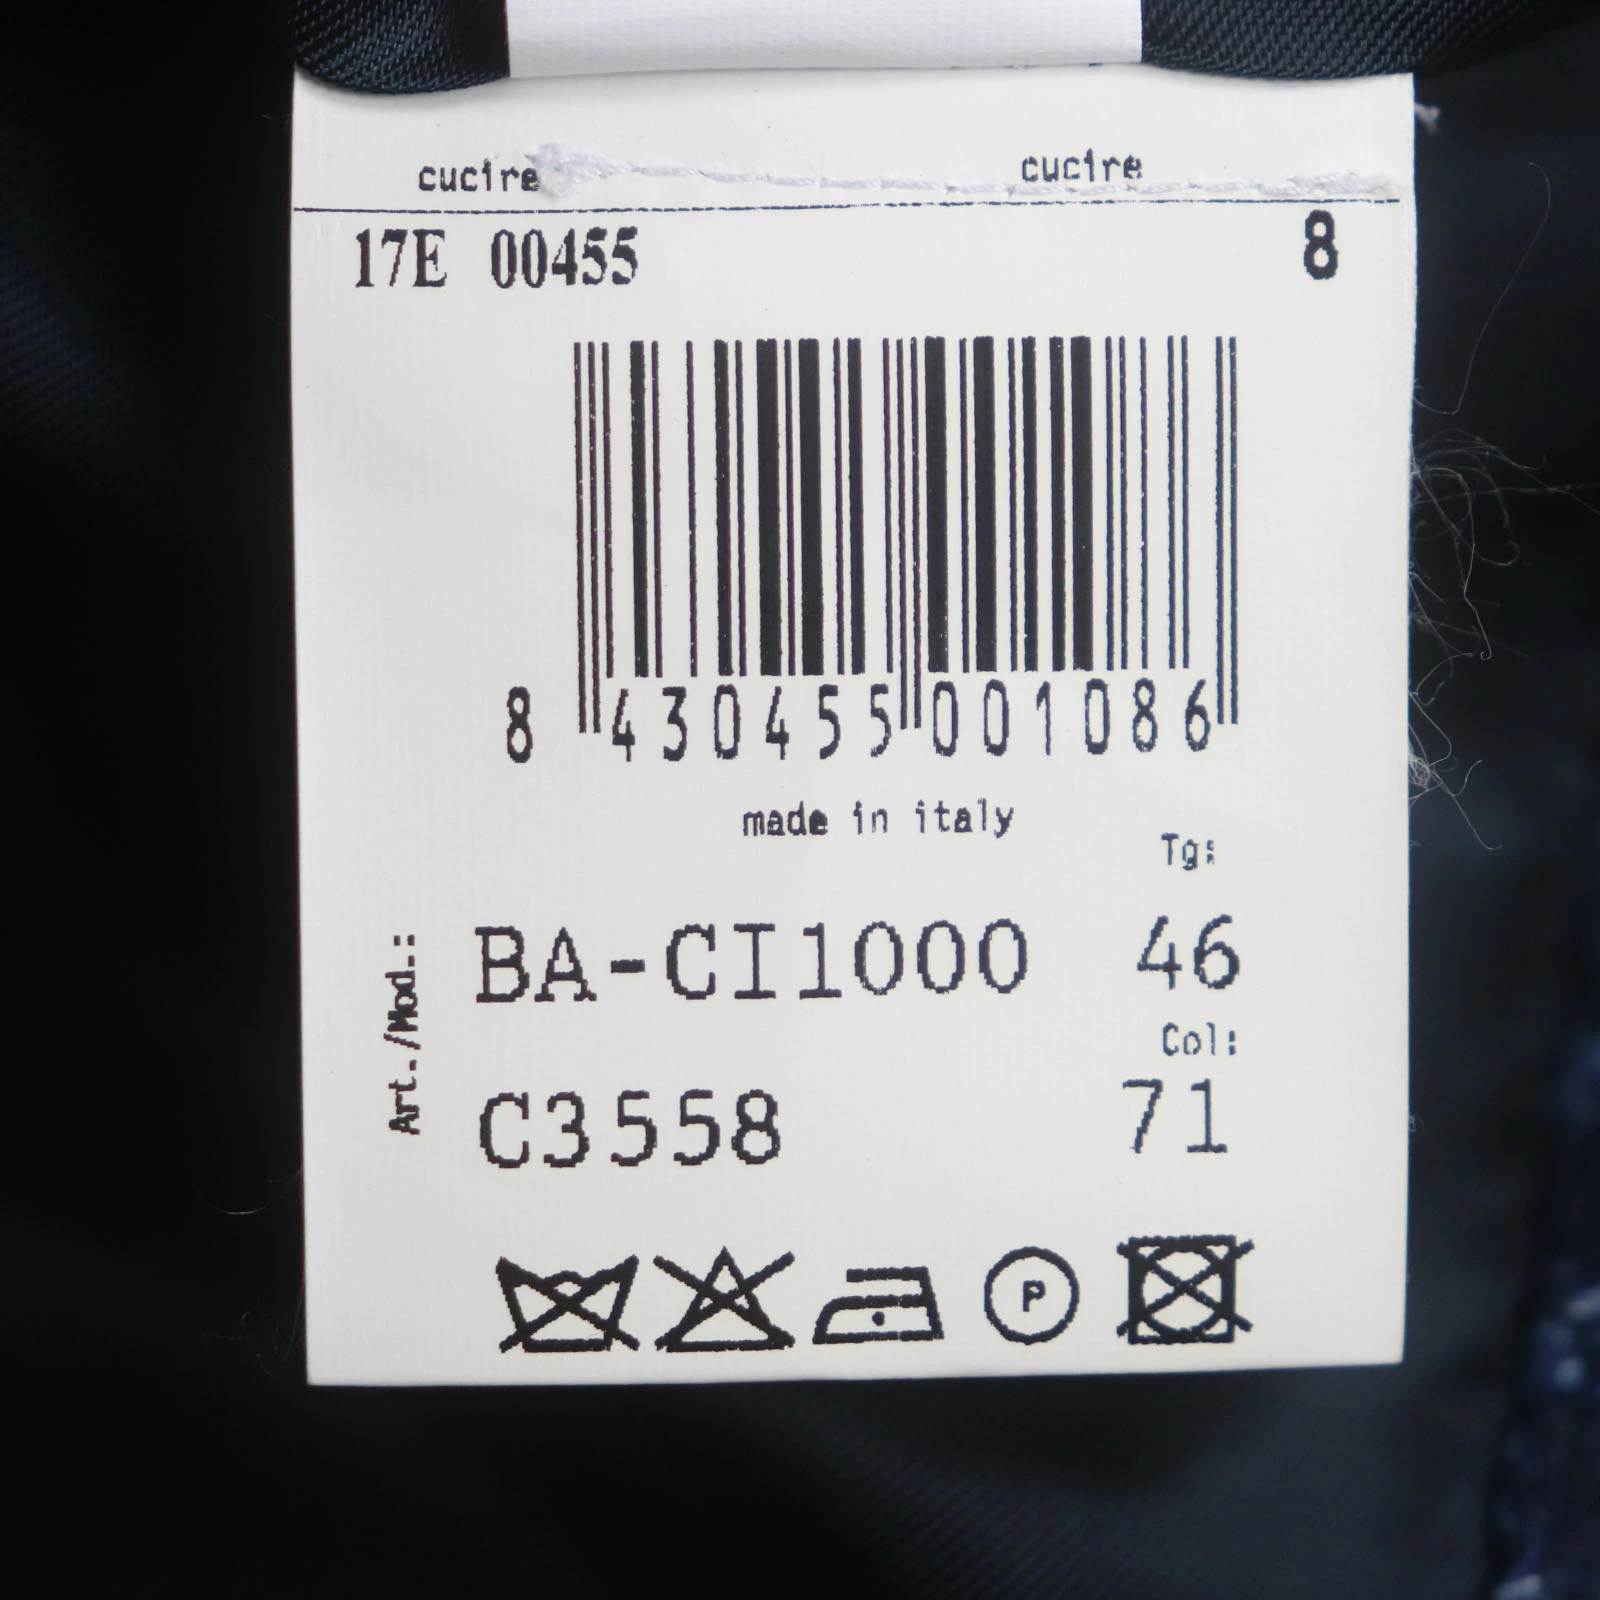 cucire cucire
17E 00455 8
8 430455 001086
made in italy
Tg:
Art./Mod.: BA-CI1000 46
Col:
C3558 71
P